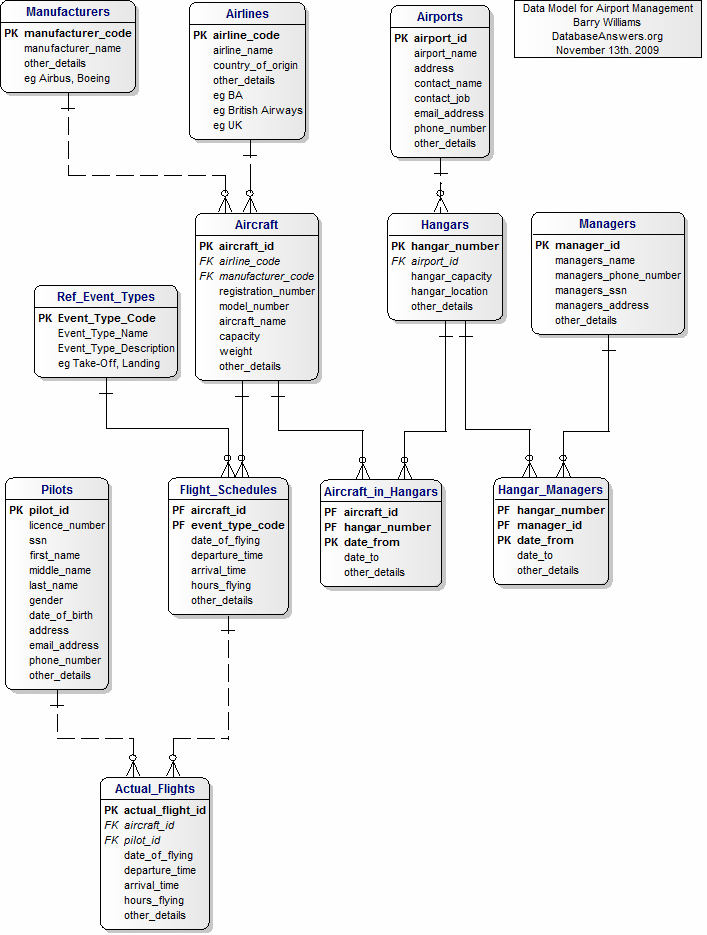 Manufacturers
PK manufacturer_code
manufacturer_name
other_details
eg Airbus, Boeing
Airlines
PK airline_code
airline_name
country_of_origin
other_details
eg BA
eg British Airways
eg UK
Airports
PK airport_id
airport_name
address
contact_name
contact_job
email_address
phone_number
other_details
Data Model for Airport Management
Barry Williams
DatabaseAnswers.org
November 13th. 2009
Aircraft
PK aircraft_id
FK airline_code
FK manufacturer_code
registration_number
model_number
aircraft_name
capacity
weight
other_details
Hangars
PK hangar_number
FK airport_id
hangar_capacity
hangar_location
other_details
Managers
PK manager_id
managers_name
managers_phone_number
managers_ssn
managers_address
other_details
Ref_Event_Types
PK Event_Type_Code
Event_Type_Name
Event_Type_Description
eg Take-Off, Landing
Pilots
PK pilot_id
licence_number
ssn
first_name
middle_name
last_name
gender
date_of_birth
address
email_address
phone_number
other_details
Flight_Schedules
PF aircraft_id
PF event_type_code
date_of_flying
departure_time
arrival_time
hours_flying
other_details
Aircraft_in_Hangars
PF aircraft_id
PF hangar_number
PK date_from
date_to
other_details
Hangar_Managers
PF hangar_number
PF manager_id
PK date_from
date_to
other_details
Actual_Flights
PK actual_flight_id
FK aircraft_id
FK pilot_id
date_of_flying
departure_time
arrival_time
hours_flying
other_details